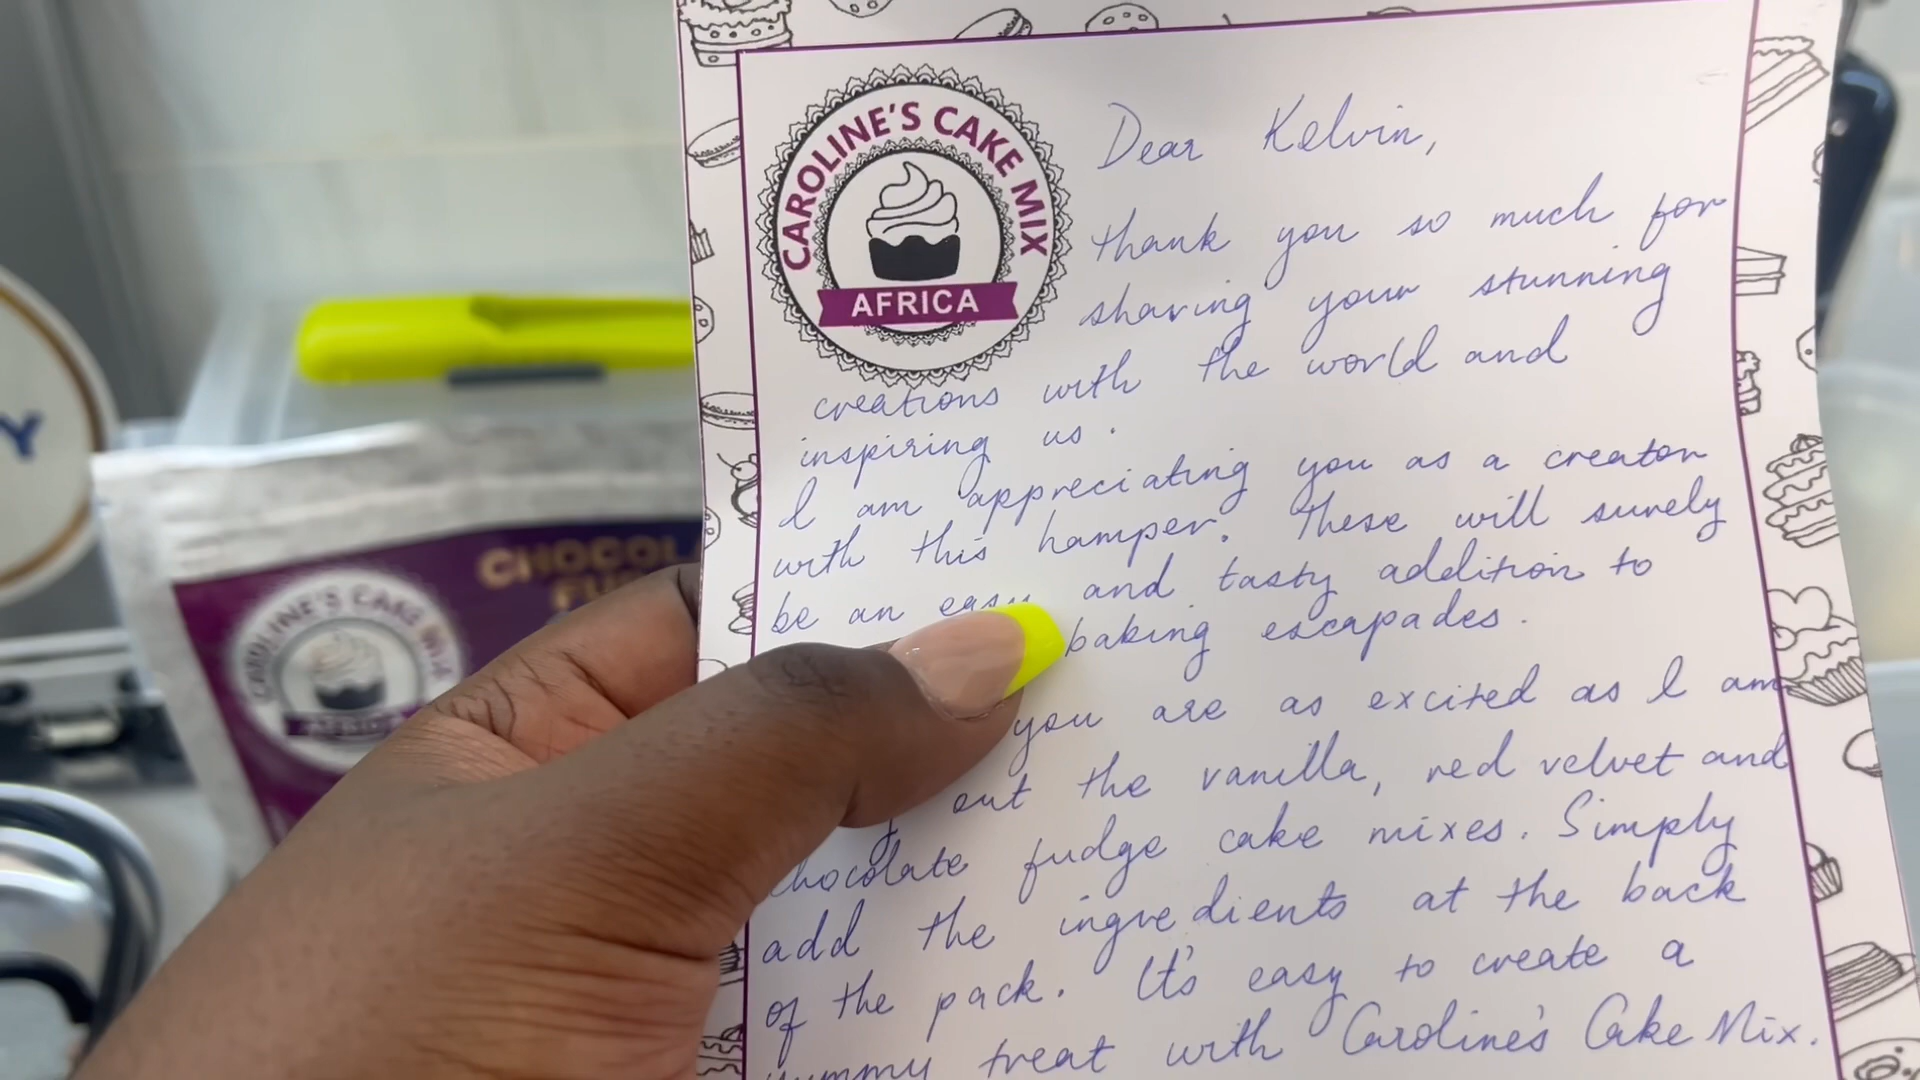 CAROLINE'S CAKE MIX
AFRICA
Dear Kelvin,
thank you so much for
sharing your stunning
creations with the world and
inspiring us.
I am appreciating you as a creator
with this hamper. These will surely
be an easy and tasty addition to
baking escapades.
you are as excited as I am
out the vanilla, red velvet and
chocolate fudge cake mixes. Simply
add the ingredients at the back
of the pack. It's easy to create a
yummy treat with Caroline's Cake Mix.
Y
CHOCOL
FU
CAROLINE'S CAKE MIX
AFRICA